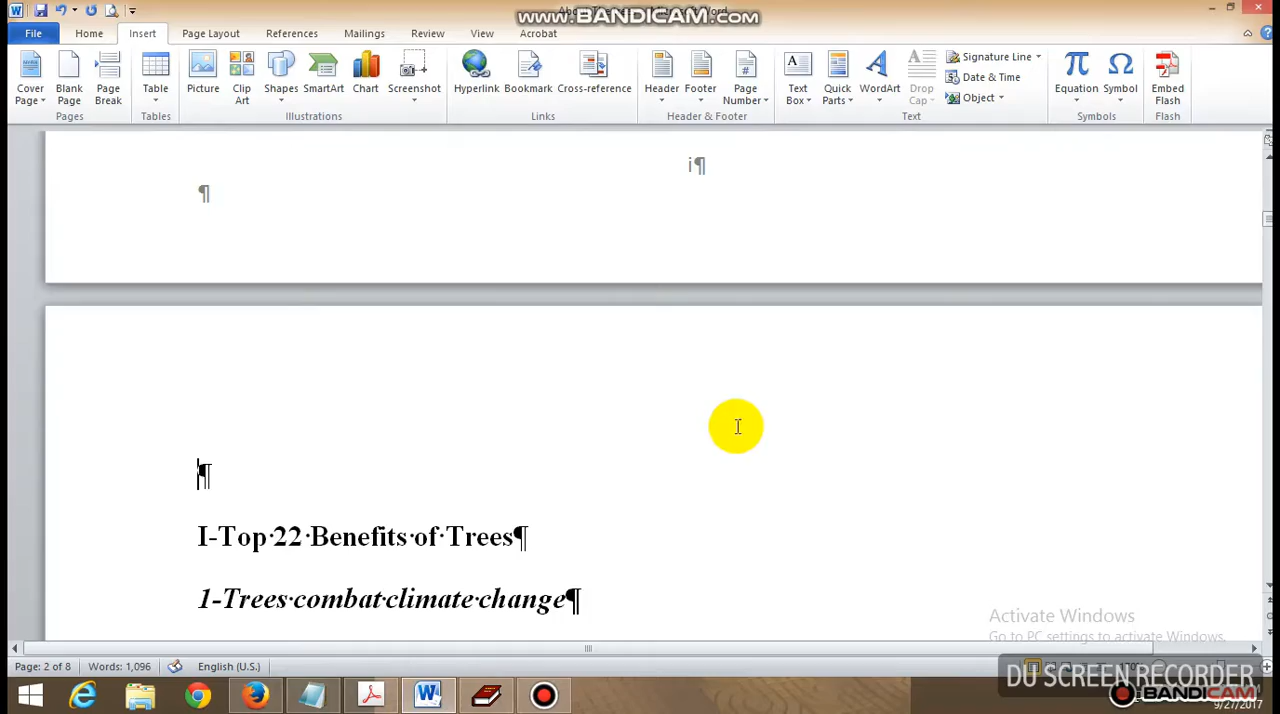 www.BANDICAM.com
File Home Insert Page Layout References Mailings Review View Acrobat
Cover Page Blank Page Page Break Table Picture Clip Art Shapes SmartArt Chart Screenshot Hyperlink Bookmark Cross-reference Header Footer Page Number Text Box Quick Parts WordArt Drop Cap Signature Line Date & Time Object Equation Symbol Embed Flash
Pages Tables Illustrations Links Header & Footer Text Symbols Flash
i¶
¶
¶
I-Top·22·Benefits·of·Trees¶
1-Trees·combat·climate·change¶
Activate Windows
Go to PC settings to activate Windows.
Page: 2 of 8 Words: 1,096 English (U.S.)
DU SCREEN RECORDER
BANDICAM
9/27/2017